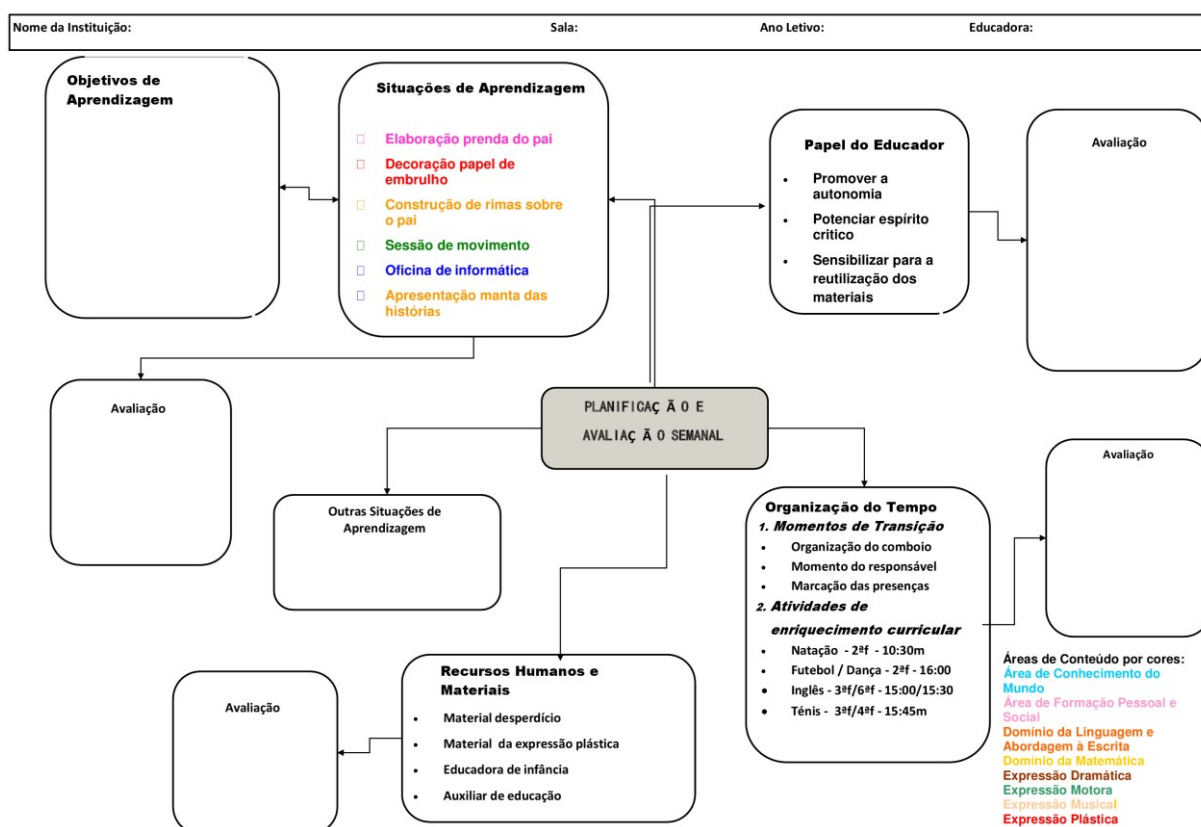 Nome da Instituição: Sala: Ano Letivo: Educadora:
Objetivos de
Aprendizagem
Situações de Aprendizagem
Elaboração prenda do pai
Decoração papel de
embrulho
Construção de rimas sobre
o pai
Sessão de movimento
Oficina de informática
Apresentação manta das
histórias
Papel do Educador
• Promover a
autonomia
• Potenciar espírito
critico
• Sensibilizar para a
reutilização dos
materiais
Avaliação
Avaliação
PLANIFICAÇÃO E
AVALIAÇÃO SEMANAL
Outras Situações de
Aprendizagem
Organização do Tempo
1. Momentos de Transição
• Organização do comboio
• Momento do responsável
• Marcação das presenças
2. Atividades de
enriquecimento curricular
• Natação - 2ªf - 10:30m
• Futebol / Dança - 2ªf - 16:00
• Inglês - 3ªf/6ªf - 15:00/15:30
• Ténis - 3ªf/4ªf - 15:45m
Avaliação
Recursos Humanos e
Materiais
• Material desperdício
• Material da expressão plástica
• Educadora de infância
• Auxiliar de educação
Avaliação
Áreas de Conteúdo por cores:
Área de Conhecimento do
Mundo
Área de Formação Pessoal e
Social
Domínio da Linguagem e
Abordagem à Escrita
Domínio da Matemática
Expressão Dramática
Expressão Motora
Expressão Musical
Expressão Plástica